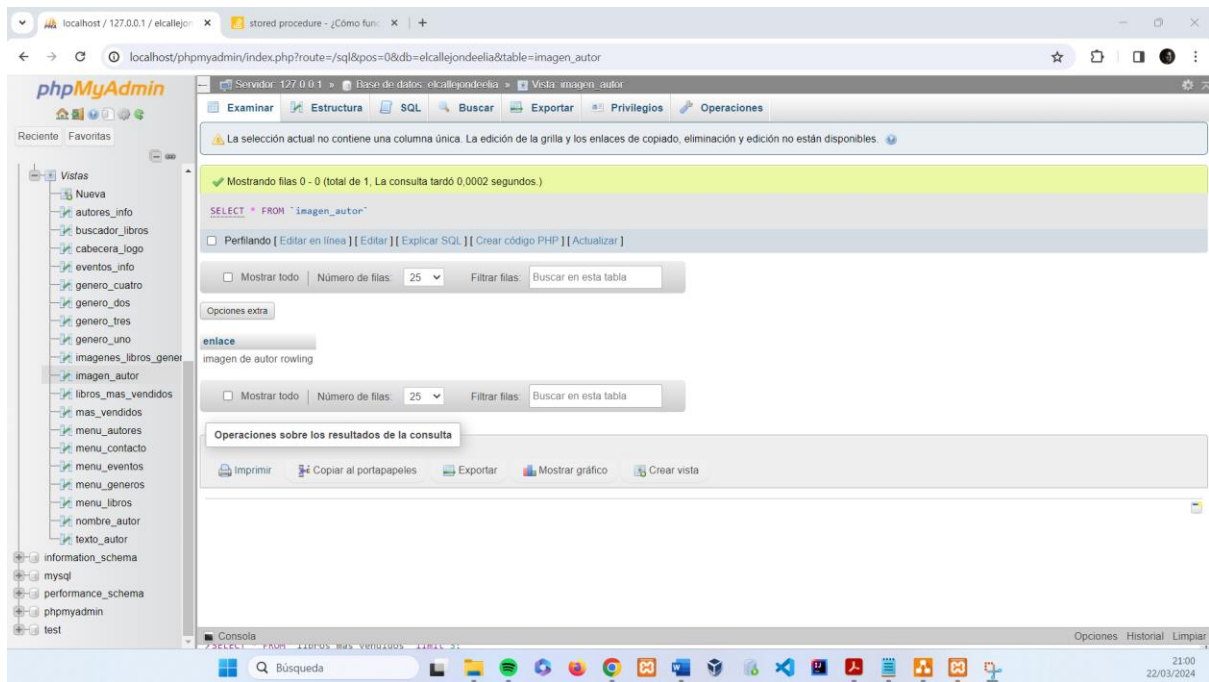 localhost / 127.0.0.1 / elcallejon
stored procedure - ¿Cómo func
localhost/phpmyadmin/index.php?route=/sql&pos=0&db=elcallejondeelia&table=imagen_autor
phpMyAdmin
Reciente Favoritas
Vistas
Nueva
autores_info
buscador_libros
cabecera_logo
eventos_info
genero_cuatro
genero_dos
genero_tres
genero_uno
imagenes_libros_gener
imagen_autor
libros_mas_vendidos
mas_vendidos
menu_autores
menu_contacto
menu_eventos
menu_generos
menu_libros
nombre_autor
texto_autor
information_schema
mysql
performance_schema
phpmyadmin
test
Servidor: 127.0.0.1 » Base de datos: elcallejondeelia » Vista: imagen_autor
Examinar Estructura SQL Buscar Exportar Privilegios Operaciones
La selección actual no contiene una columna única. La edición de la grilla y los enlaces de copiado, eliminación y edición no están disponibles.
Mostrando filas 0 - 0 (total de 1, La consulta tardó 0,0002 segundos.)
SELECT * FROM `imagen_autor`
Perfilando [ Editar en línea ] [ Editar ] [ Explicar SQL ] [ Crear código PHP ] [ Actualizar ]
Mostrar todo | Número de filas: 25 Filtrar filas: Buscar en esta tabla
Opciones extra
enlace
imagen de autor rowling
Mostrar todo | Número de filas: 25 Filtrar filas: Buscar en esta tabla
Operaciones sobre los resultados de la consulta
Imprimir Copiar al portapapeles Exportar Mostrar gráfico Crear vista
Consola Opciones Historial Limpiar
>SELECT * FROM `libros mas vendidos` limit 3;
Búsqueda
21:00
22/03/2024